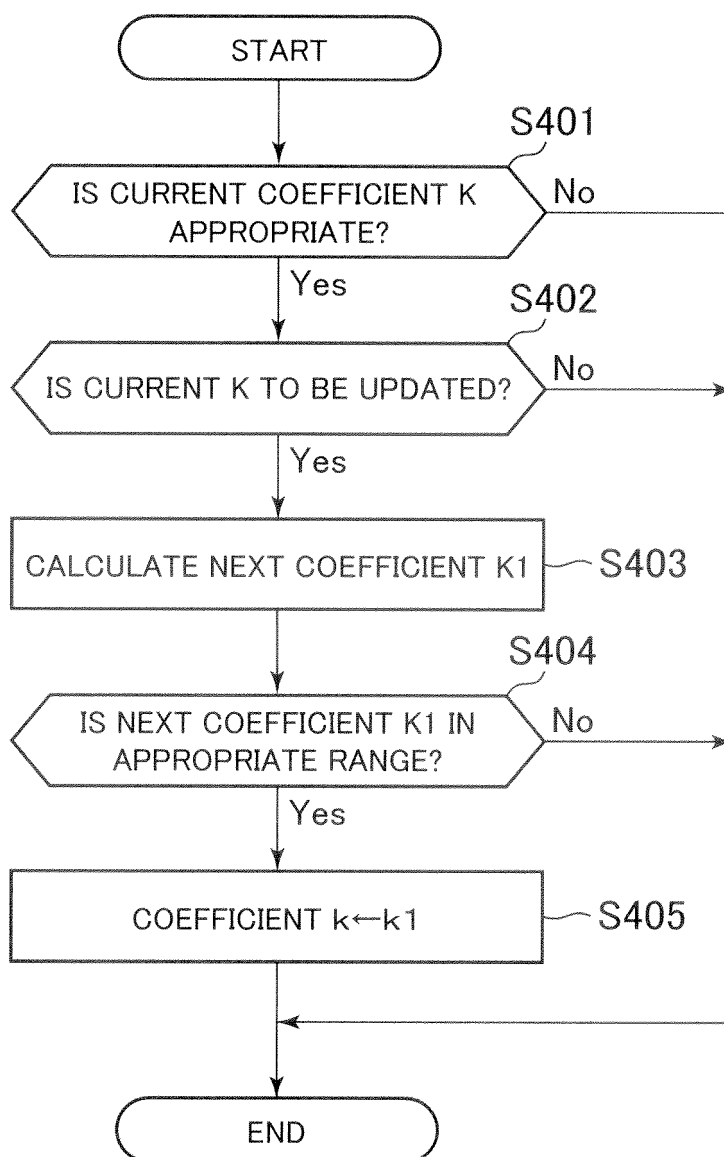 START
S401
IS CURRENT COEFFICIENT K
APPROPRIATE?
No
Yes
S402
IS CURRENT K TO BE UPDATED?
No
Yes
CALCULATE NEXT COEFFICIENT K1
S403
S404
IS NEXT COEFFICIENT K1 IN
APPROPRIATE RANGE?
No
Yes
COEFFICIENT k←k1
S405
END